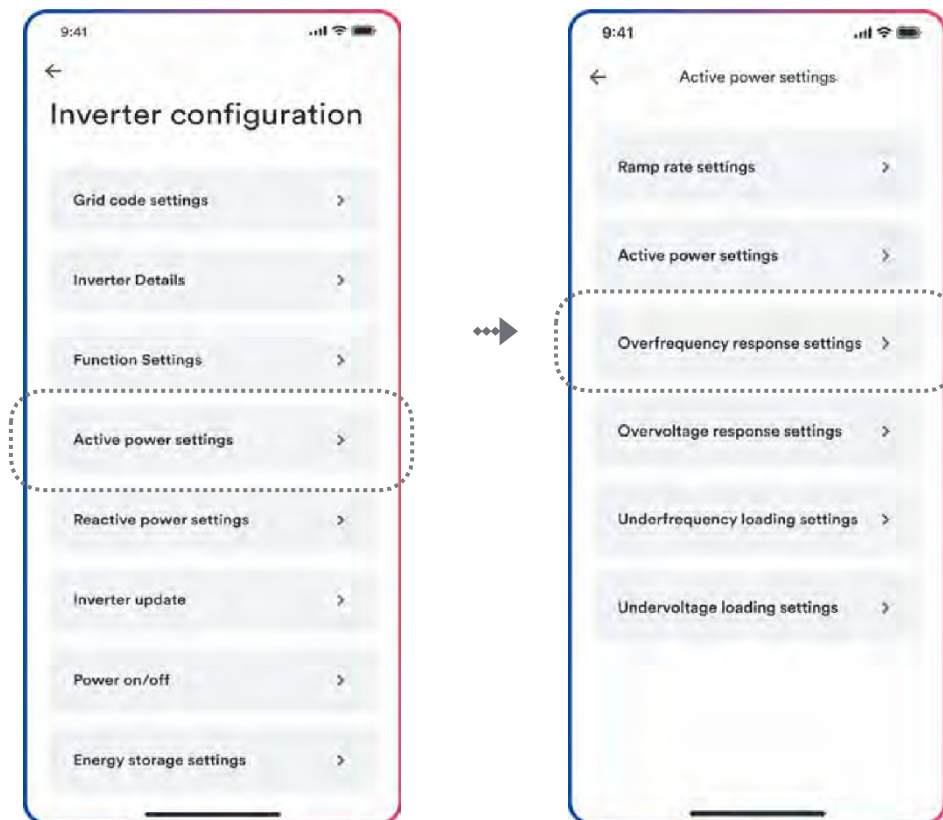 9:41
Inverter configuration
Grid code settings
Inverter Details
Function Settings
Active power settings
Reactive power settings
Inverter update
Power on/off
Energy storage settings
9:41
Active power settings
Ramp rate settings
Active power settings
Overfrequency response settings
Overvoltage response settings
Underfrequency loading settings
Undervoltage loading settings